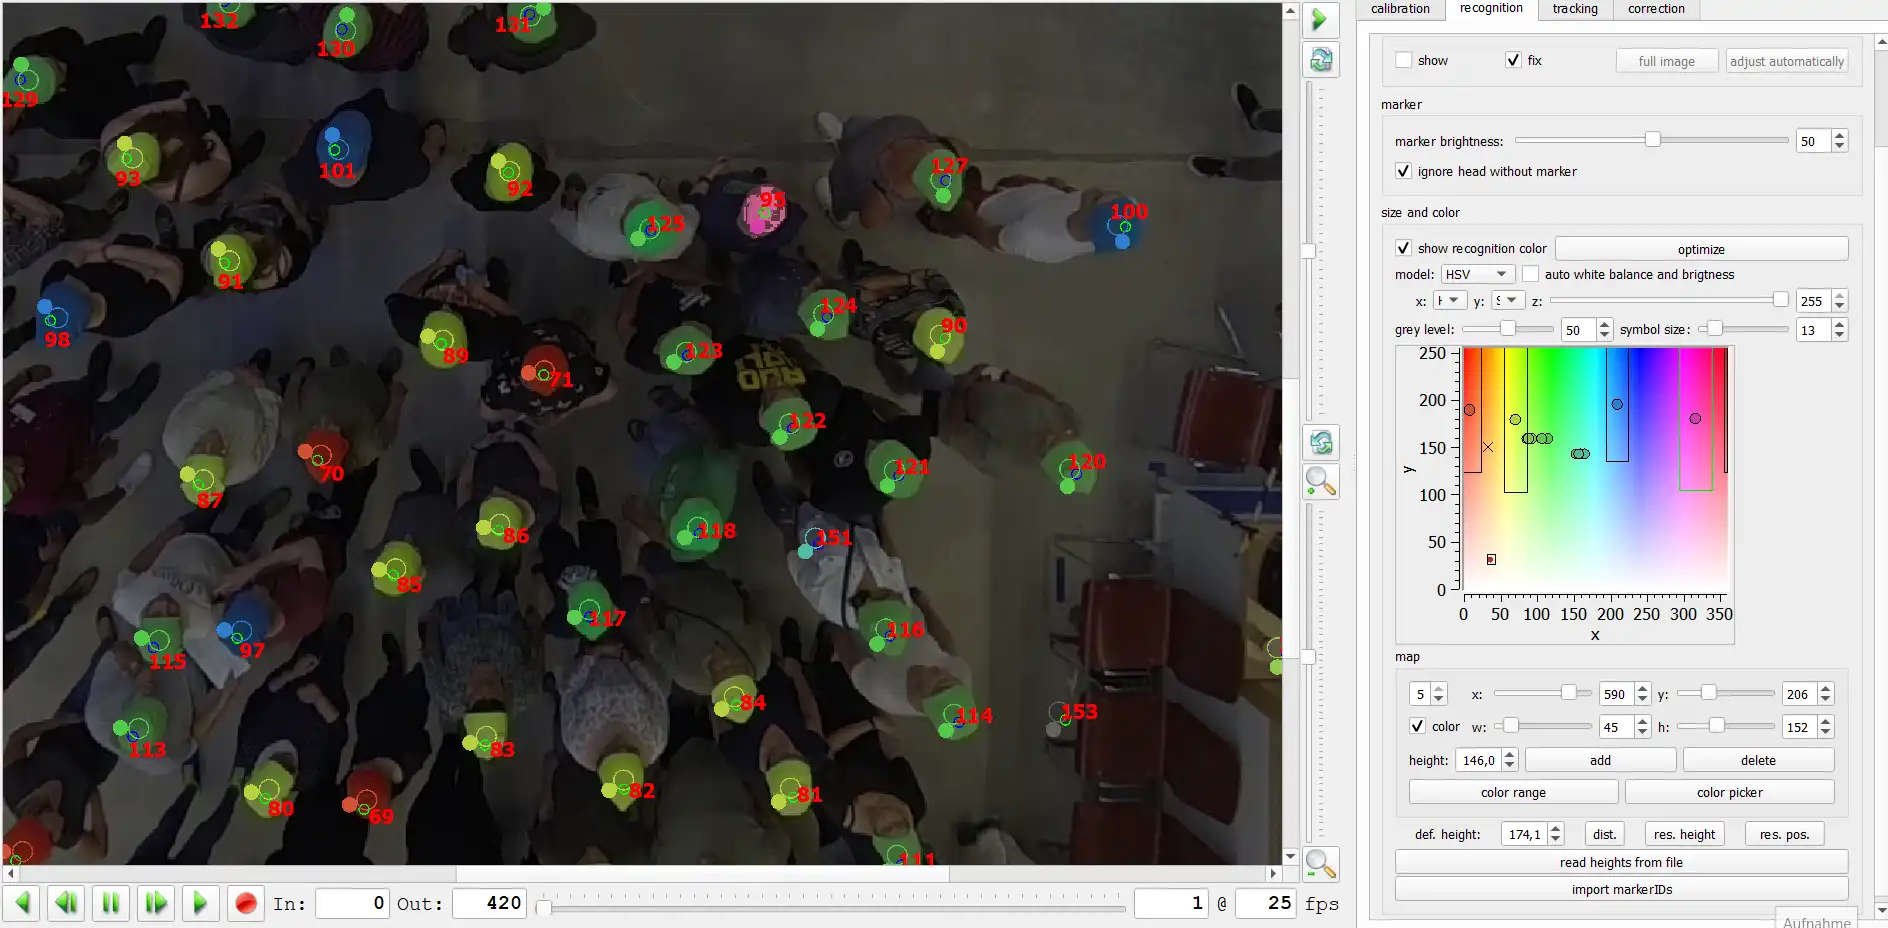 calibration recognition tracking correction
show fix full image adjust automatically
marker
marker brightness: 50
ignore head without marker
size and color
show recognition color optimize
model: HSV auto white balance and brigtness
x: y: z: 255
grey level: 50 symbol size: 13
250
200
150
100
50
0
0 50 100 150 200 250 300 350
y
x
map
5 x: 590 y: 206
color w: 45 h: 152
height: 146,0 add delete
color range color picker
def. height: 174,1 dist. res. height res. pos.
read heights from file
import markerIDs
Aufnahme
132
131
130
129
93
101
92
127
95
125
100
91
98
124
90
89
123
71
122
70
87
121
120
86
118
151
85
117
116
115
97
84
114
153
113
83
82
81
80
69
111
In: 0 Out: 420 1 @ 25 fps